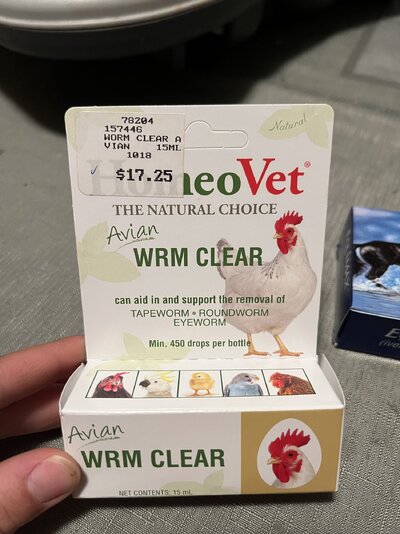 78204
157446
WORM CLEAR A
VIAN 15ML
1018
$17.25
Natural
HomeoVet®
THE NATURAL CHOICE
Avian
WRM CLEAR
can aid in and support the removal of
TAPEWORM • ROUNDWORM
EYEWORM
Min. 450 drops per bottle
Avian
WRM CLEAR
NET CONTENTS: 15 mL